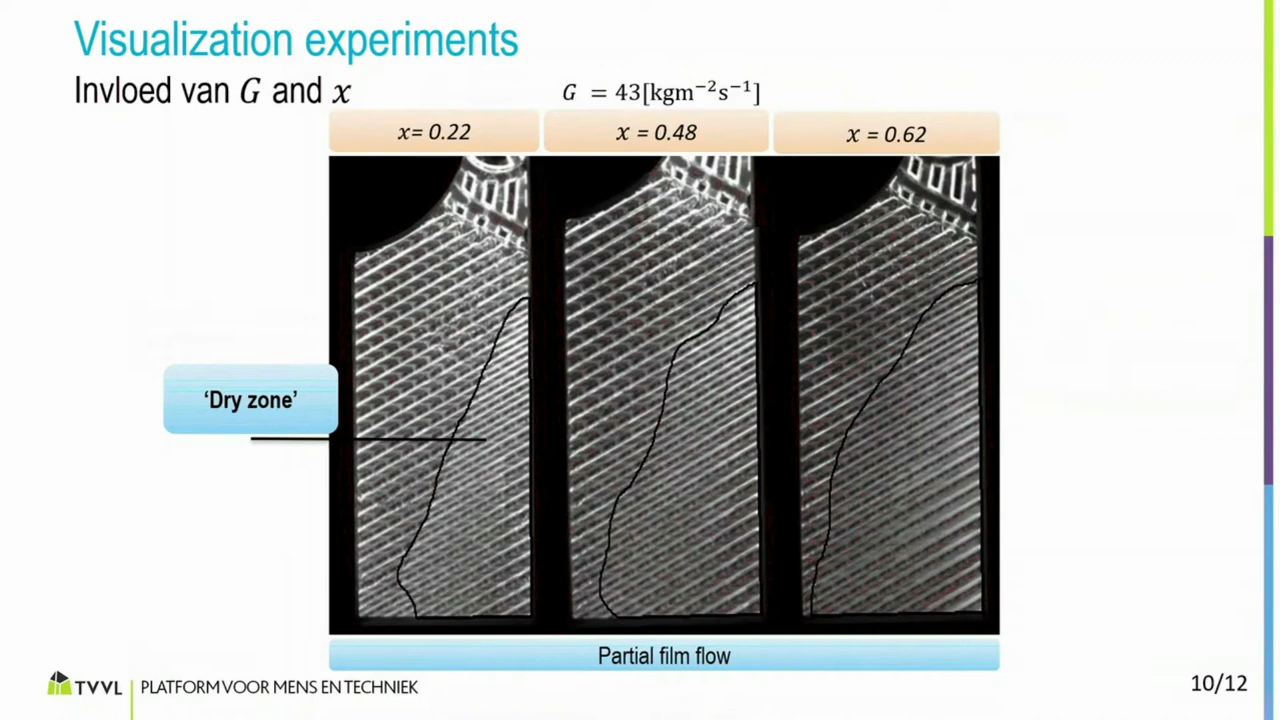 Visualization experiments
Invloed van G and x
G = 43[kgm⁻²s⁻¹]
x= 0.22
x = 0.48
x = 0.62
‘Dry zone’
Partial film flow
TVVL PLATFORM VOOR MENS EN TECHNIEK
10/12